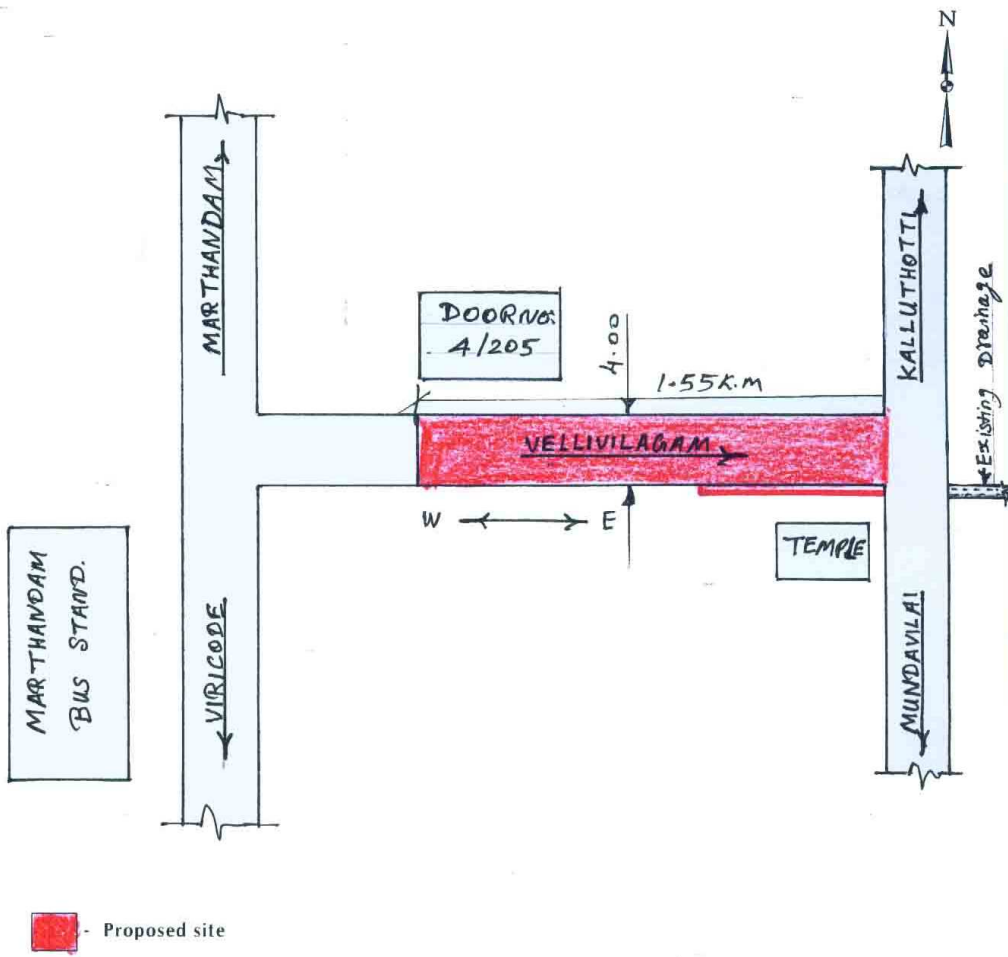 N
MARTHANDAM
KALLUTHOTTI
DOOR NO:
4/205
4.00
1.55K.M
Existing Drainage
VELLIVILAGAM
W
E
TEMPLE
MARTHANDAM
BUS STAND.
VIRICODE
MUNDAVILAI
- Proposed site